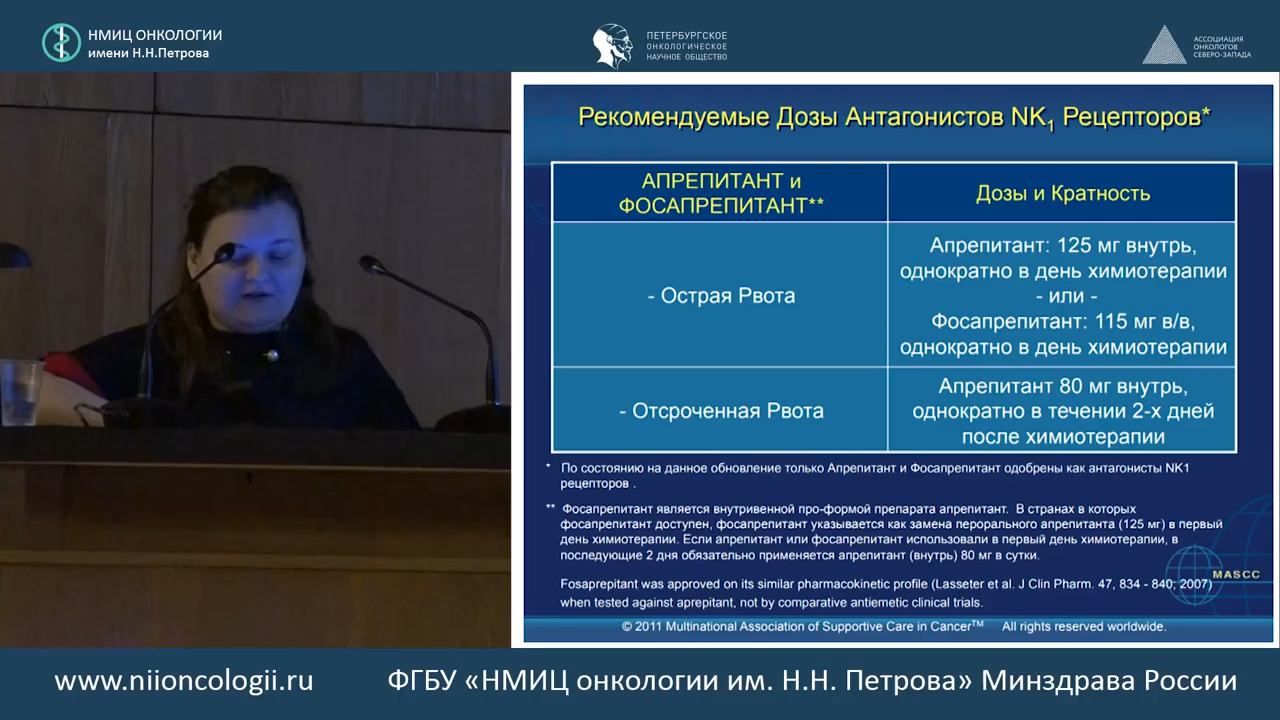 НМИЦ ОНКОЛОГИИ
имени Н.Н.Петрова
ПЕТЕРБУРГСКОЕ
ОНКОЛОГИЧЕСКОЕ
НАУЧНОЕ ОБЩЕСТВО
АССОЦИАЦИЯ
ОНКОЛОГОВ
СЕВЕРО-ЗАПАДА
Рекомендуемые Дозы Антагонистов NK1 Рецепторов*
АПРЕПИТАНТ и
ФОСАПРЕПИТАНТ**
Дозы и Кратность
- Острая Рвота
Апрепитант: 125 мг внутрь,
однократно в день химиотерапии
- или -
Фосапрепитант: 115 мг в/в,
однократно в день химиотерапии
- Отсроченная Рвота
Апрепитант 80 мг внутрь,
однократно в течении 2-х дней
после химиотерапии
* По состоянию на данное обновление только Апрепитант и Фосапрепитант одобрены как антагонисты NK1
рецепторов .
** Фосапрепитант является внутривенной про-формой препарата апрепитант. В странах в которых
фосапрепитант доступен, фосапрепитант указывается как замена перорального апрепитанта (125 мг) в первый
день химиотерапии. Если апрепитант или фосапрепитант использовали в первый день химиотерапии, в
последующие 2 дня обязательно применяется апрепитант (внутрь) 80 мг в сутки.
Fosaprepitant was approved on its similar pharmacokinetic profile (Lasseter et al. J Clin Pharm. 47, 834 - 840; 2007)
when tested against aprepitant, not by comparative antiemetic clinical trials.
MASCC
© 2011 Multinational Association of Supportive Care in Cancer™ All rights reserved worldwide.
www.niioncologii.ru
ФГБУ «НМИЦ онкологии им. Н.Н. Петрова» Минздрава России